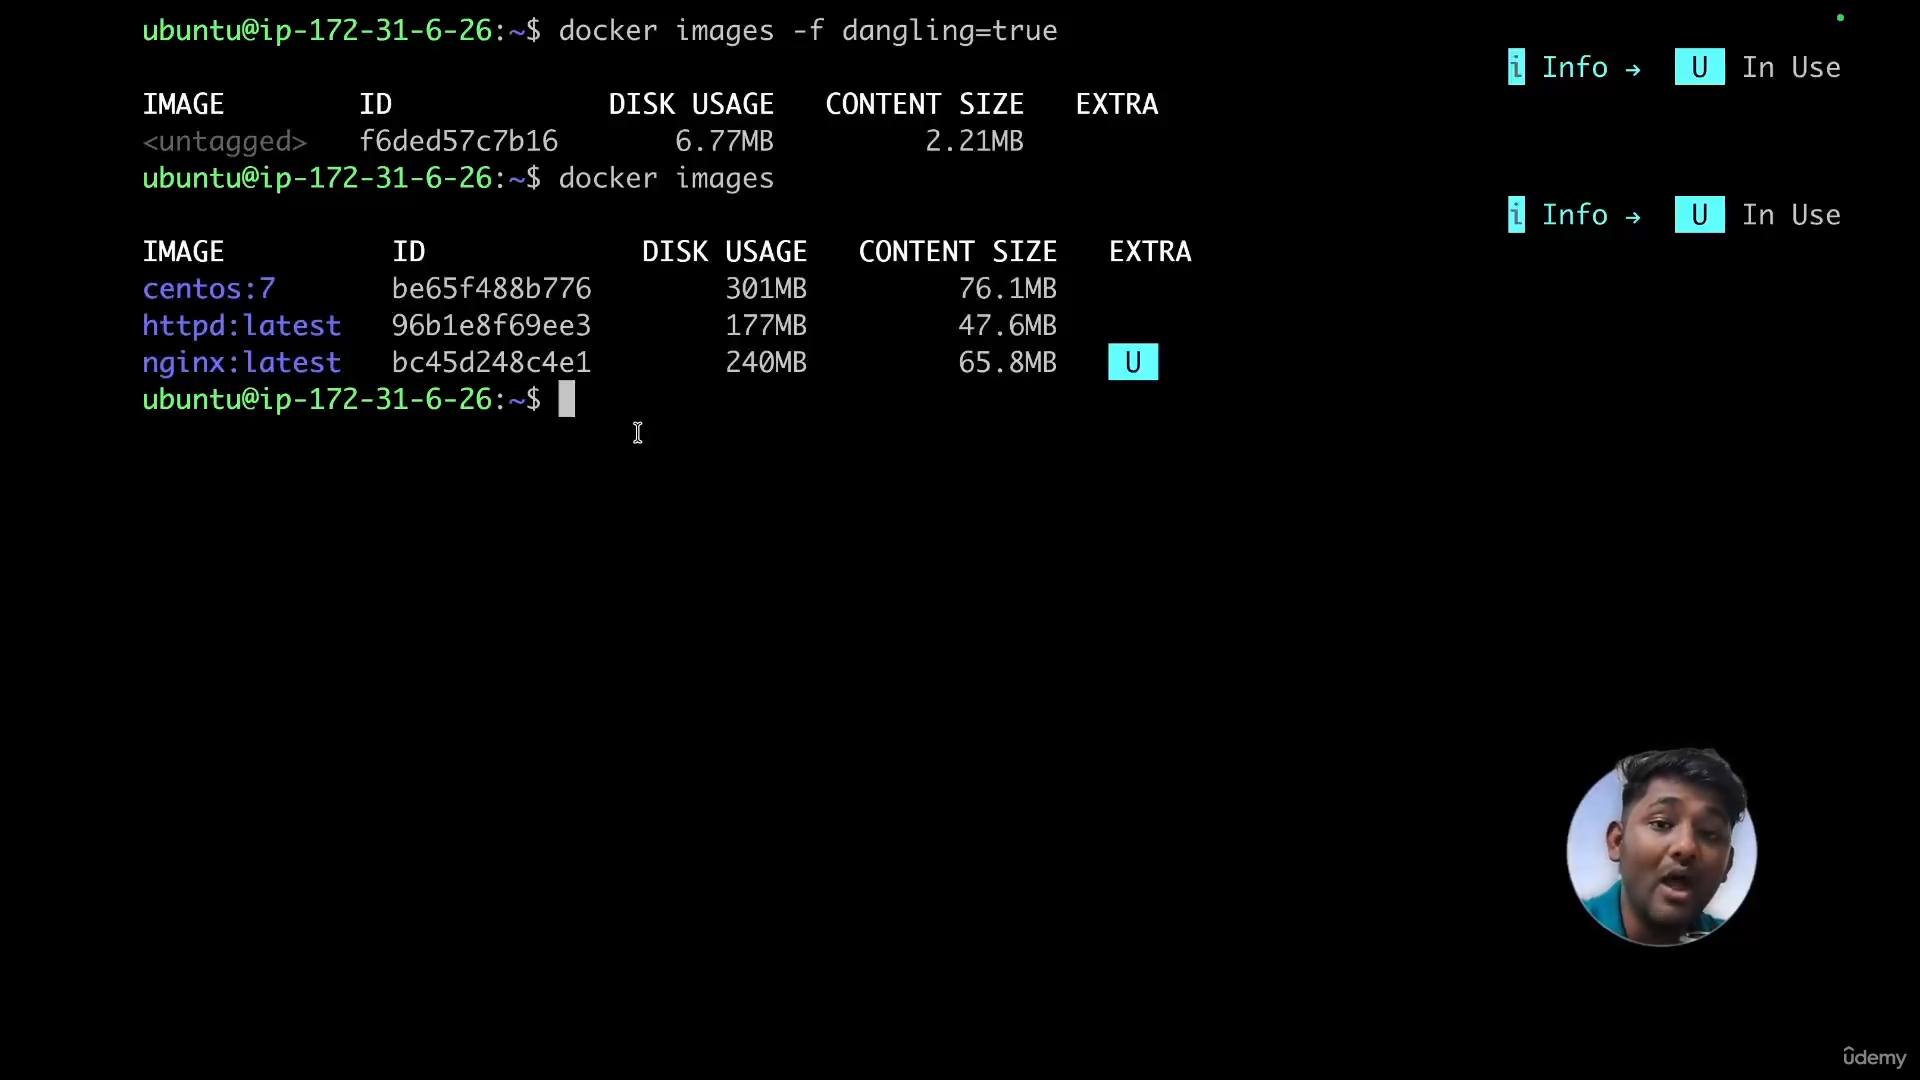 ubuntu@ip-172-31-6-26:~$ docker images -f dangling=true
i Info → U In Use
IMAGE ID DISK USAGE CONTENT SIZE EXTRA
<untagged> f6ded57c7b16 6.77MB 2.21MB
ubuntu@ip-172-31-6-26:~$ docker images
i Info → U In Use
IMAGE ID DISK USAGE CONTENT SIZE EXTRA
centos:7 be65f488b776 301MB 76.1MB
httpd:latest 96b1e8f69ee3 177MB 47.6MB
nginx:latest bc45d248c4e1 240MB 65.8MB U
ubuntu@ip-172-31-6-26:~$
ûdemy